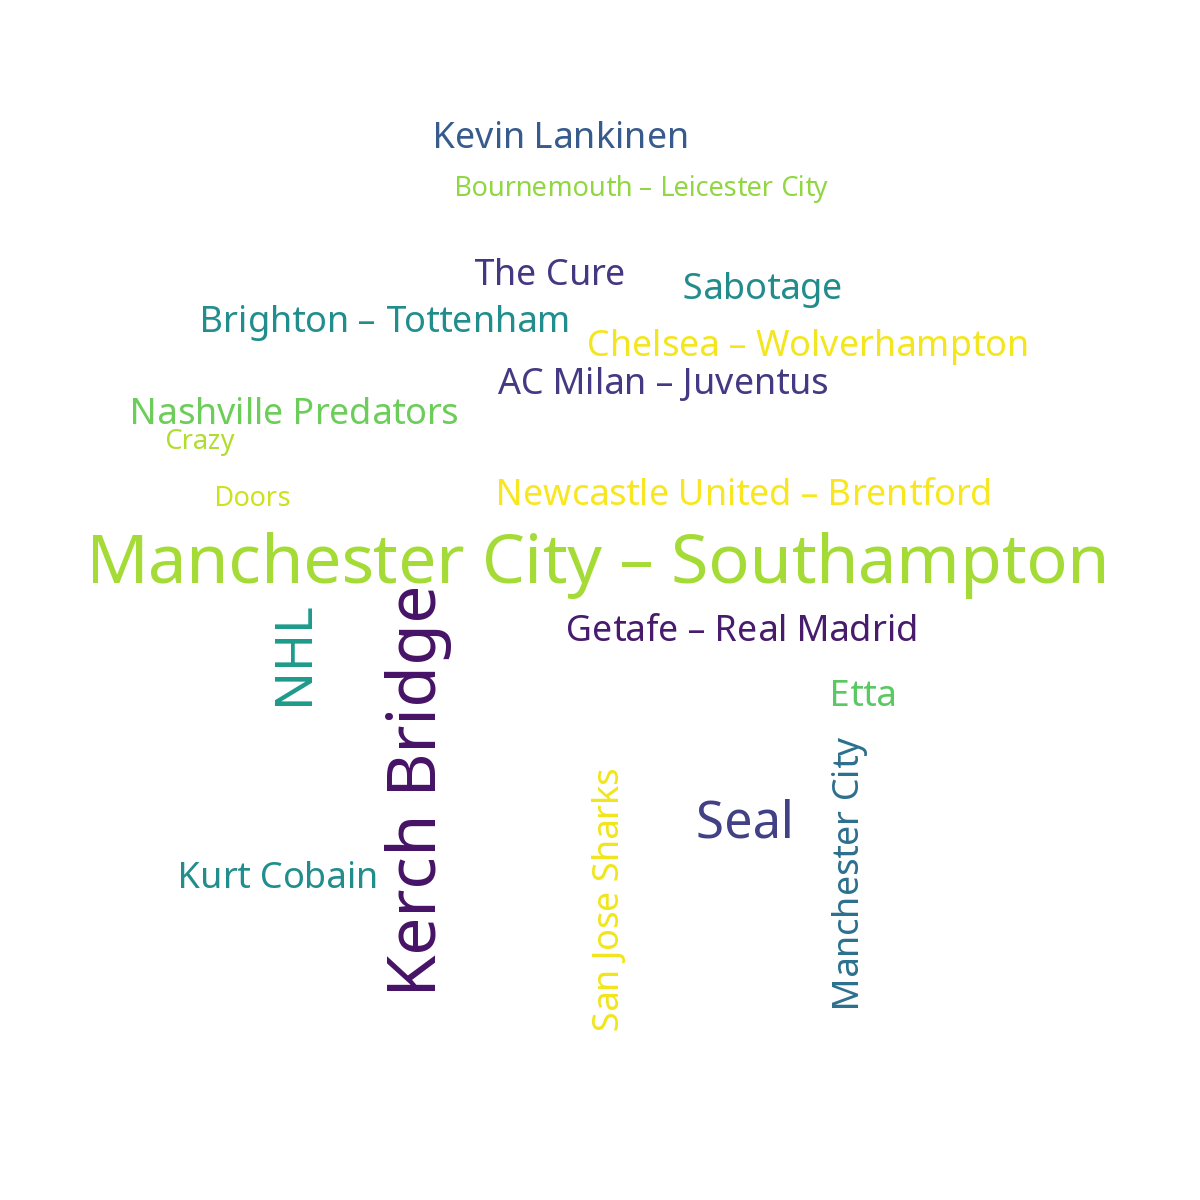 Kevin Lankinen
Bournemouth – Leicester City
The Cure
Sabotage
Brighton – Tottenham
Chelsea – Wolverhampton
AC Milan – Juventus
Nashville Predators
Crazy
Doors
Newcastle United – Brentford
Manchester City – Southampton
NHL
Kerch Bridge
Getafe – Real Madrid
Etta
Manchester City
Seal
San Jose Sharks
Kurt Cobain